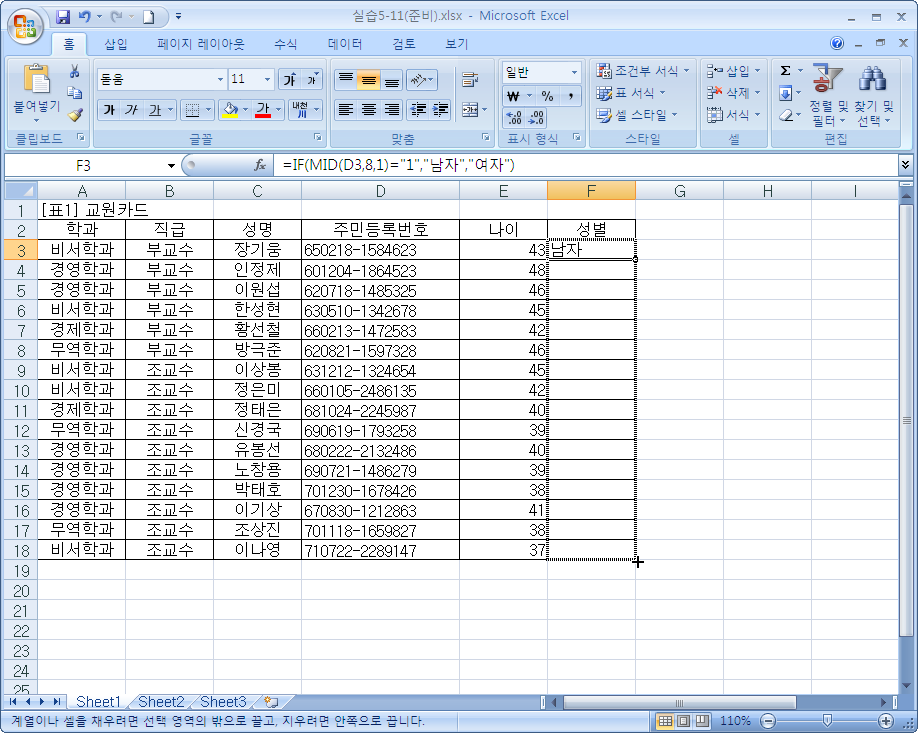 실습5-11(준비).xlsx - Microsoft Excel
홈 삽입 페이지 레이아웃 수식 데이터 검토 보기
붙여넣기
돋움 11
가 가
가 가 가 가 내천 川
일반
₩ % ,
조건부 서식
표 서식
셀 스타일
삽입
삭제
서식
Σ
정렬 및 필터
찾기 및 선택
클립보드 글꼴 맞춤 표시 형식 스타일 셀 편집
F3 fx =IF(MID(D3,8,1)="1","남자","여자")
A B C D E F G H I
1 [표1] 교원카드
2 학과 직급 성명 주민등록번호 나이 성별
3 비서학과 부교수 장기웅 650218-1584623 43 남자
4 경영학과 부교수 인정제 601204-1864523 48
5 경영학과 부교수 이원섭 620718-1485325 46
6 비서학과 부교수 한성현 630510-1342678 45
7 경제학과 부교수 황선철 660213-1472583 42
8 무역학과 부교수 방극준 620821-1597328 46
9 비서학과 조교수 이상봉 631212-1324654 45
10 비서학과 조교수 정은미 660105-2486135 42
11 경제학과 조교수 정태은 681024-2245987 40
12 무역학과 조교수 신경국 690619-1793258 39
13 경영학과 조교수 유봉선 680222-2132486 40
14 경영학과 조교수 노창용 690721-1486279 39
15 경영학과 조교수 박태호 701230-1678426 38
16 경영학과 조교수 이기상 670830-1212863 41
17 무역학과 조교수 조상진 701118-1659827 38
18 비서학과 조교수 이나영 710722-2289147 37
19
20
21
22
23
24
25
Sheet1 Sheet2 Sheet3
계열이나 셀을 채우려면 선택 영역의 밖으로 끌고, 지우려면 안쪽으로 끕니다. 110%